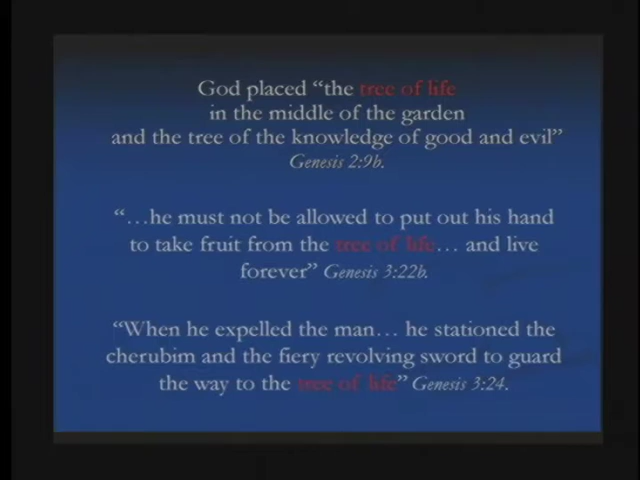 God placed “the tree of life
in the middle of the garden
and the tree of the knowledge of good and evil”
Genesis 2:9b.
“…he must not be allowed to put out his hand
to take fruit from the tree of life… and live
forever” Genesis 3:22b.
“When he expelled the man… he stationed the
cherubim and the fiery revolving sword to guard
the way to the tree of life” Genesis 3:24.